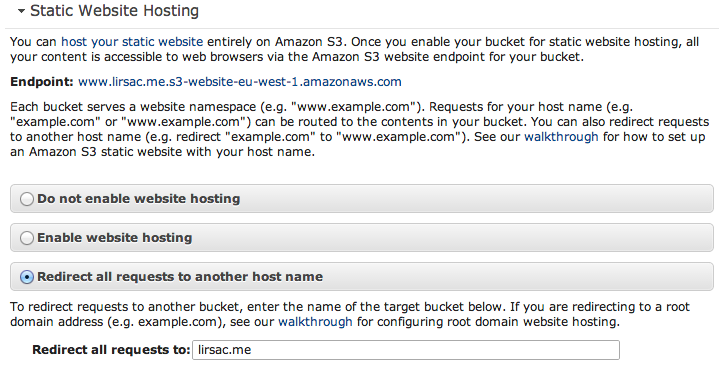 Static Website Hosting
You can host your static website entirely on Amazon S3. Once you enable your bucket for static website hosting, all
your content is accessible to web browsers via the Amazon S3 website endpoint for your bucket.
Endpoint: www.lirsac.me.s3-website-eu-west-1.amazonaws.com
Each bucket serves a website namespace (e.g. "www.example.com"). Requests for your host name (e.g.
"example.com" or "www.example.com") can be routed to the contents in your bucket. You can also redirect requests
to another host name (e.g. redirect "example.com" to "www.example.com"). See our walkthrough for how to set up
an Amazon S3 static website with your host name.
Do not enable website hosting
Enable website hosting
Redirect all requests to another host name
To redirect requests to another bucket, enter the name of the target bucket below. If you are redirecting to a root
domain address (e.g. example.com), see our walkthrough for configuring root domain website hosting.
Redirect all requests to: lirsac.me